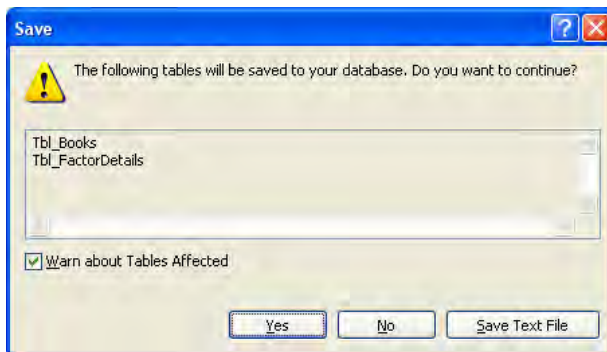 Save
The following tables will be saved to your database. Do you want to continue?
Tbl_Books
Tbl_FactorDetails
Warn about Tables Affected
Yes
No
Save Text File